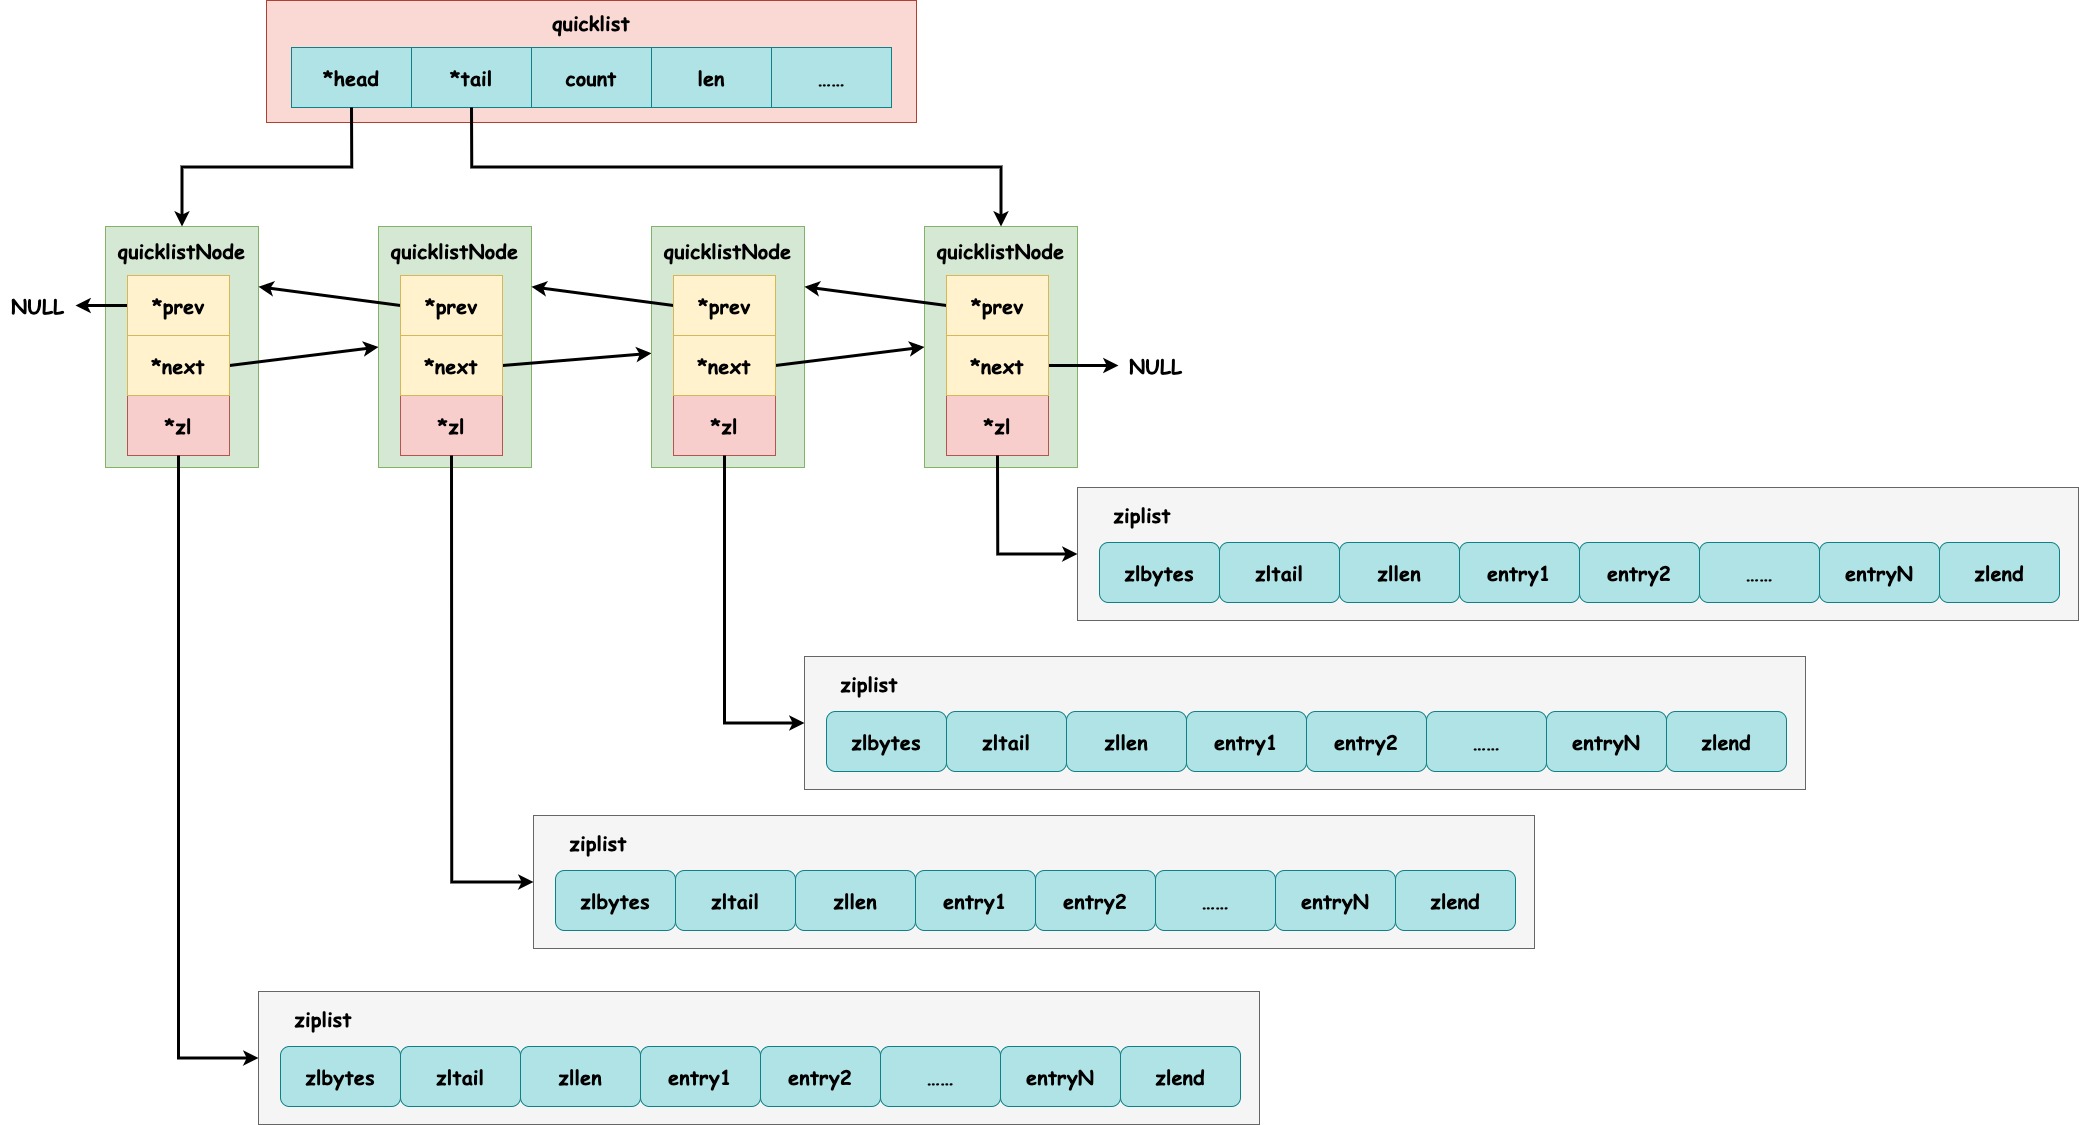 quicklist
*head *tail count len ......
quicklistNode quicklistNode quicklistNode quicklistNode
NULL *prev *prev *prev *prev
*next *next *next *next NULL
*zl *zl *zl *zl
ziplist
zlbytes zltail zllen entry1 entry2 ...... entryN zlend
ziplist
zlbytes zltail zllen entry1 entry2 ...... entryN zlend
ziplist
zlbytes zltail zllen entry1 entry2 ...... entryN zlend
ziplist
zlbytes zltail zllen entry1 entry2 ...... entryN zlend